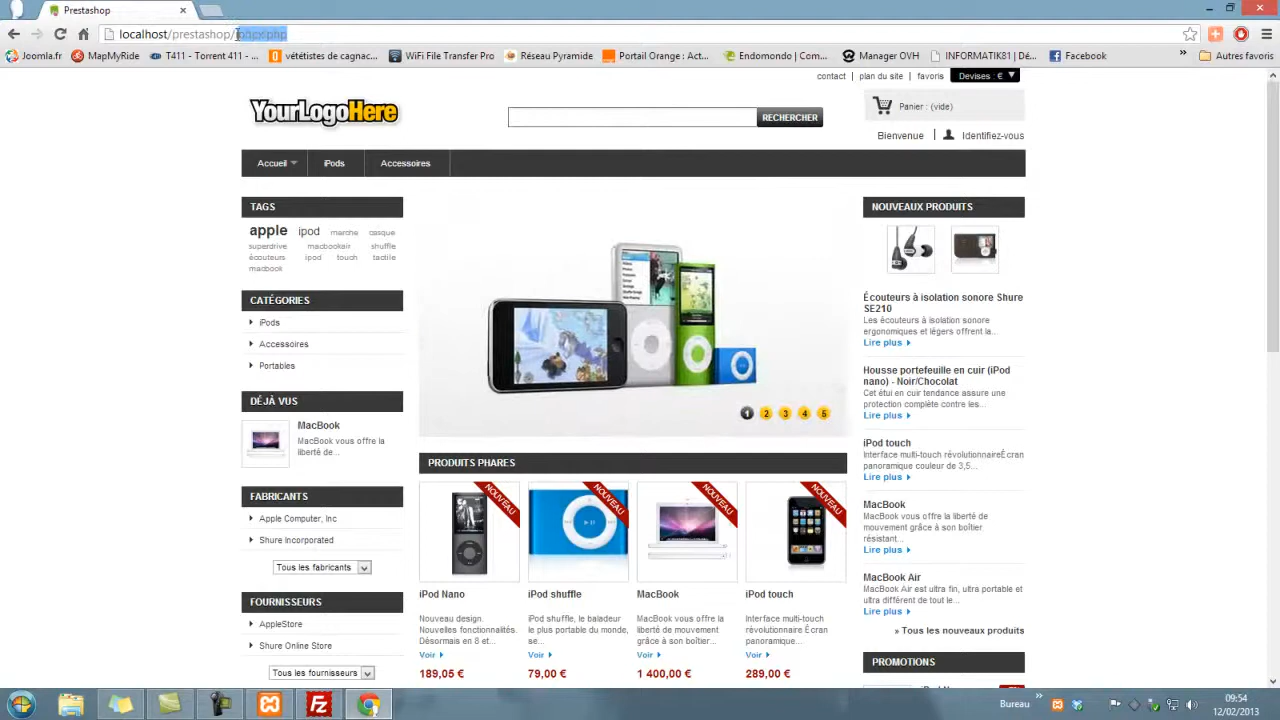 Prestashop
localhost/prestashop/index.php
Joomla.fr MapMyRide T411 - Torrent 411 -... vététistes de cagnac... WiFi File Transfer Pro Réseau Pyramide Portail Orange : Act... Endomondo | Com... Manager OVH INFORMATIK81 | Dé... Facebook » Autres favoris
contact plan du site favoris Devises : €
YourLogoHere
RECHERCHER
Panier : (vide)
Bienvenue Identifiez-vous
Accueil iPods Accessoires
TAGS
apple ipod marche casque
superdrive macbookair shuffle
écouteurs ipod touch tactile
macbook
CATÉGORIES
iPods
Accessoires
Portables
DÉJÀ VUS
MacBook
MacBook vous offre la
liberté de...
FABRICANTS
Apple Computer, Inc
Shure Incorporated
Tous les fabricants
FOURNISSEURS
AppleStore
Shure Online Store
Tous les fournisseurs
1 2 3 4 5
PRODUITS PHARES
NOUVEAU NOUVEAU NOUVEAU NOUVEAU
iPod Nano
Nouveau design.
Nouvelles fonctionnalités.
Désormais en 8 et...
Voir
189,05 €
iPod shuffle
iPod shuffle, le baladeur
le plus portable du monde,
se...
Voir
79,00 €
MacBook
MacBook vous offre la
liberté de mouvement
grâce à son boîtier...
Voir
1 400,00 €
iPod touch
Interface multi-touch
révolutionnaire Écran
panoramique...
Voir
289,00 €
NOUVEAUX PRODUITS
Écouteurs à isolation sonore Shure
SE210
Les écouteurs à isolation sonore
ergonomiques et légers offrent la...
Lire plus
Housse portefeuille en cuir (iPod
nano) - Noir/Chocolat
Cet étui en cuir tendance assure une
protection complète contre les...
Lire plus
iPod touch
Interface multi-touch révolutionnaireÉcran
panoramique couleur de 3,5...
Lire plus
MacBook
MacBook vous offre la liberté de
mouvement grâce à son boîtier
résistant...
Lire plus
MacBook Air
MacBook Air est ultra fin, ultra portable et
ultra différent de tout le...
Lire plus
» Tous les nouveaux produits
PROMOTIONS
Bureau »
09:54
12/02/2013